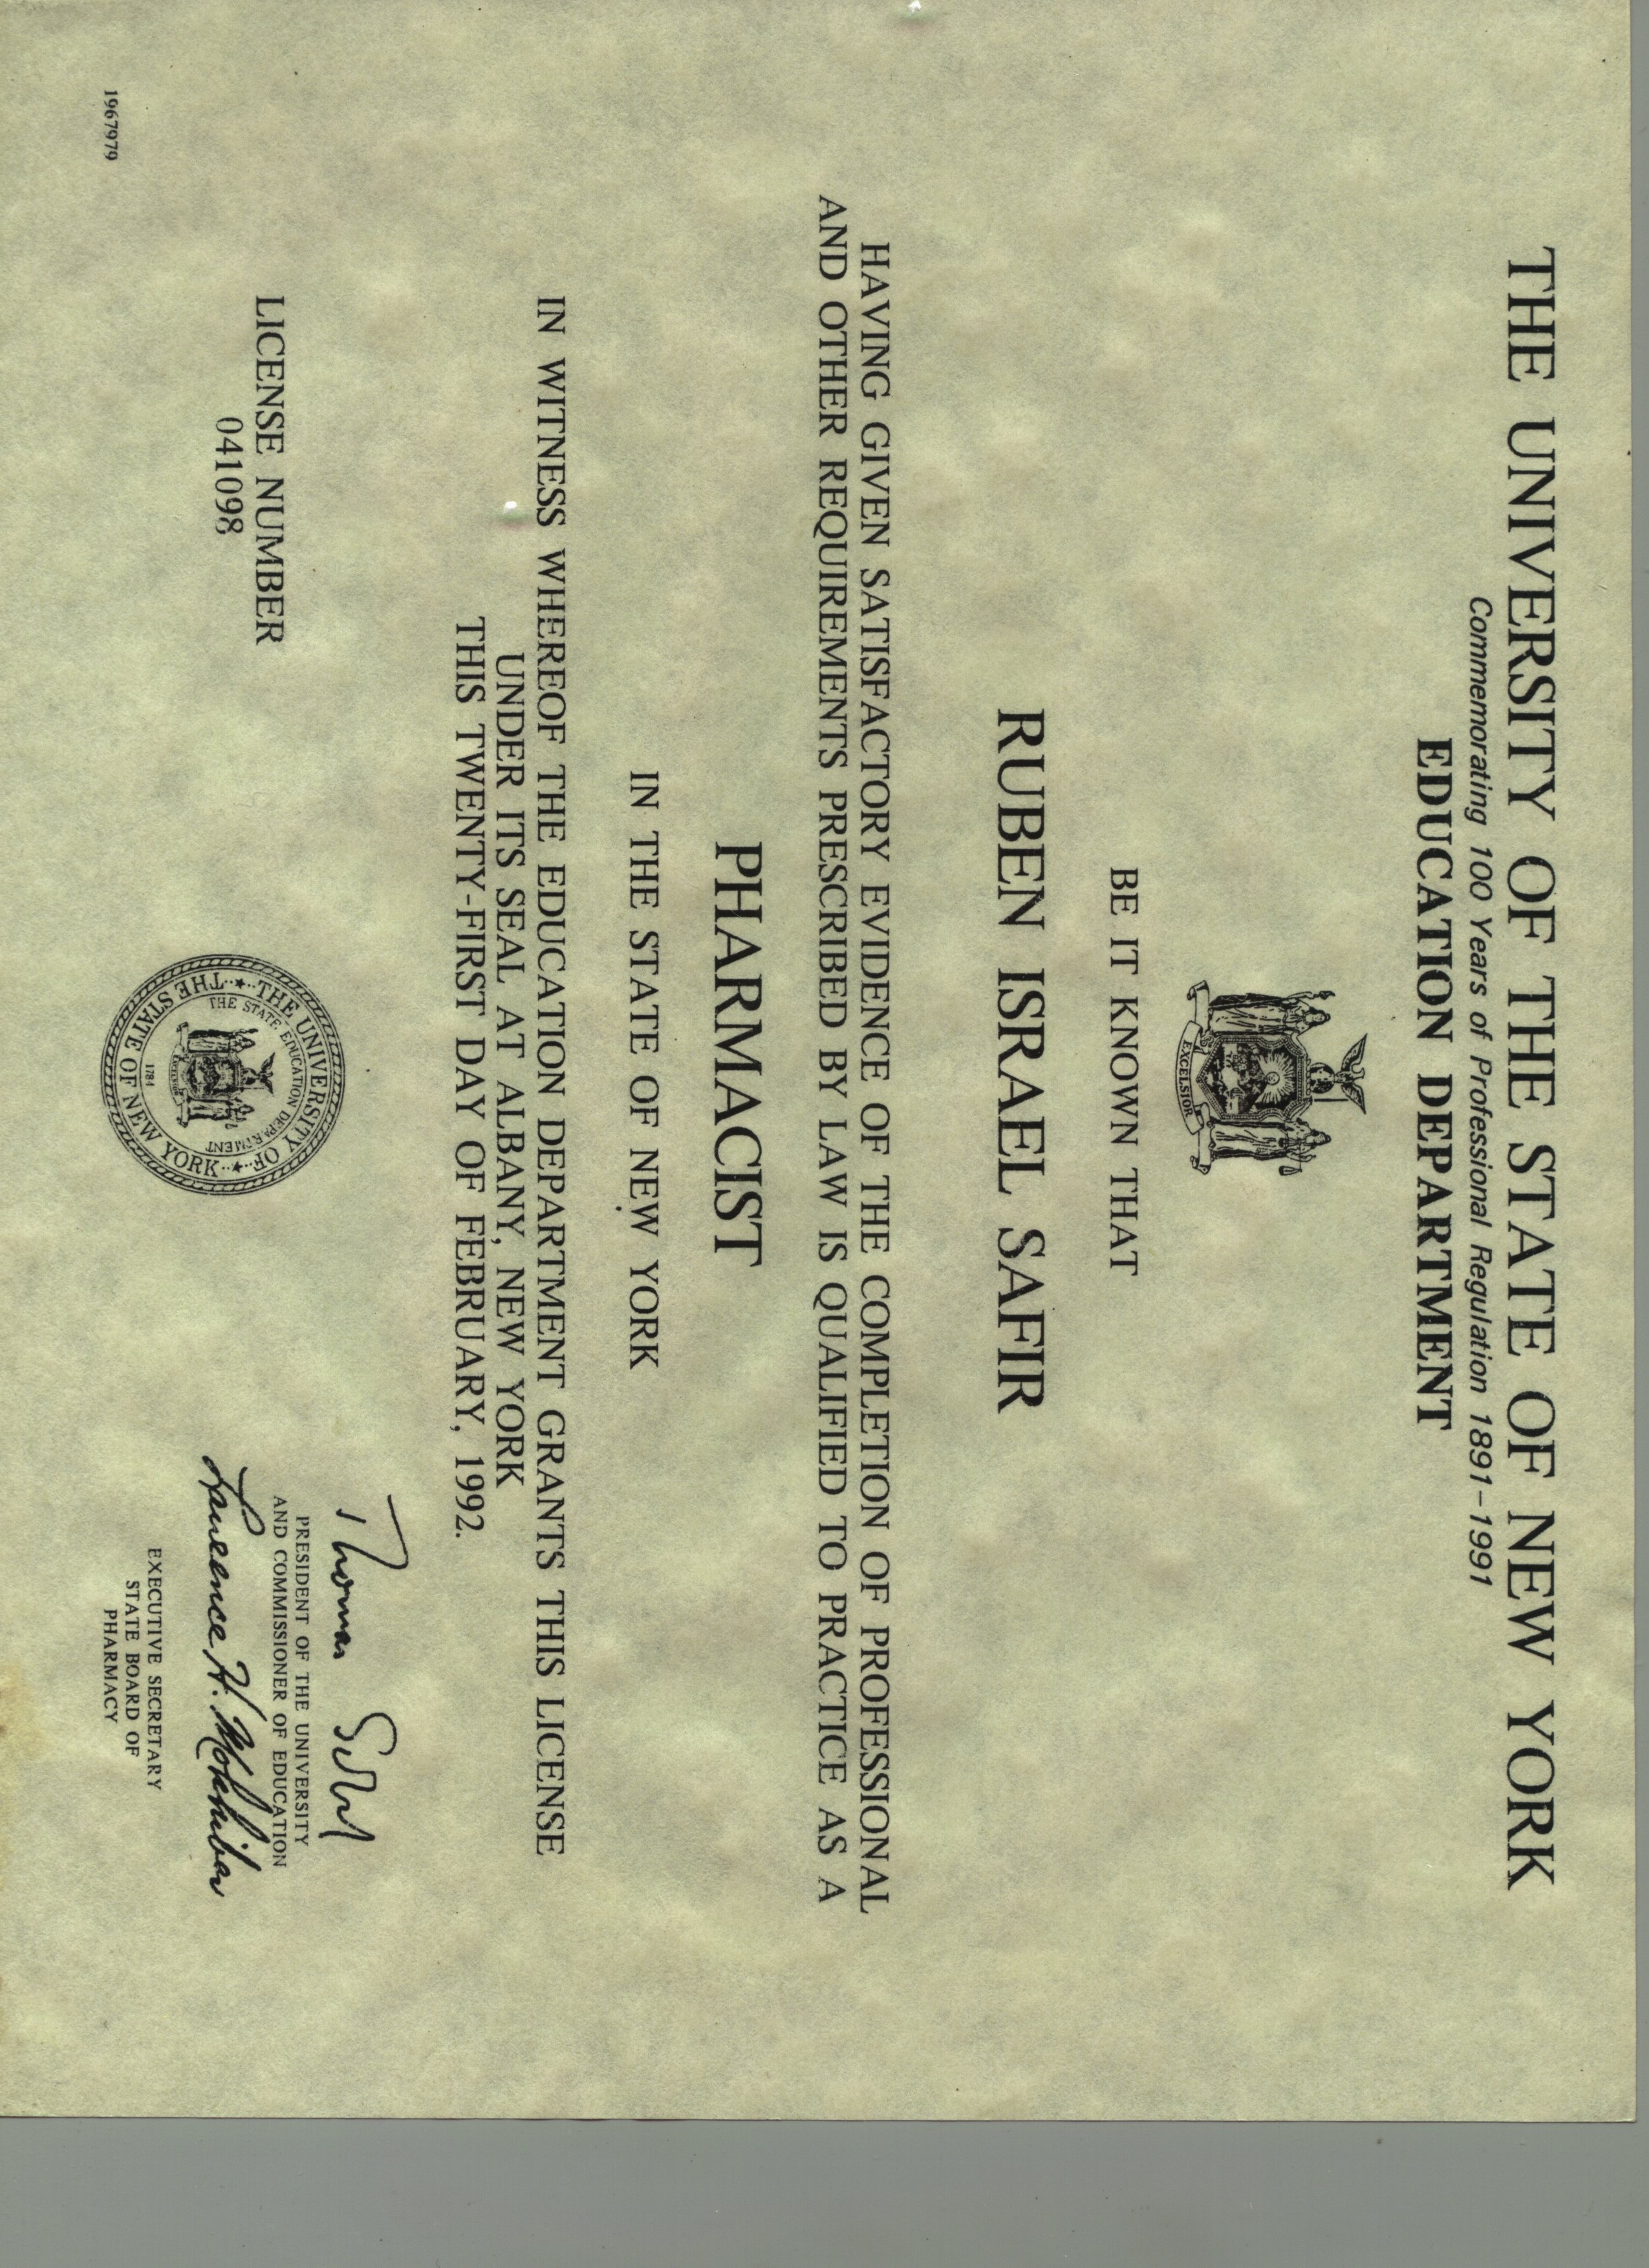 THE UNIVERSITY OF THE STATE OF NEW YORK
Commemorating 100 Years of Professional Regulation 1891-1991
EDUCATION DEPARTMENT
EXCELSIOR
BE IT KNOWN THAT
RUBEN ISRAEL SAFIR
HAVING GIVEN SATISFACTORY EVIDENCE OF THE COMPLETION OF PROFESSIONAL
AND OTHER REQUIREMENTS PRESCRIBED BY LAW IS QUALIFIED TO PRACTICE AS A
PHARMACIST
IN THE STATE OF NEW YORK
IN WITNESS WHEREOF THE EDUCATION DEPARTMENT GRANTS THIS LICENSE
UNDER ITS SEAL AT ALBANY, NEW YORK
THIS TWENTY-FIRST DAY OF FEBRUARY, 1992.
LICENSE NUMBER
041098
THE UNIVERSITY OF THE STATE OF NEW YORK
THE STATE EDUCATION DEPARTMENT
1784
Thomas Sobol
PRESIDENT OF THE UNIVERSITY
AND COMMISSIONER OF EDUCATION
Lawrence H. Mokhiber
EXECUTIVE SECRETARY
STATE BOARD OF
PHARMACY
1967979